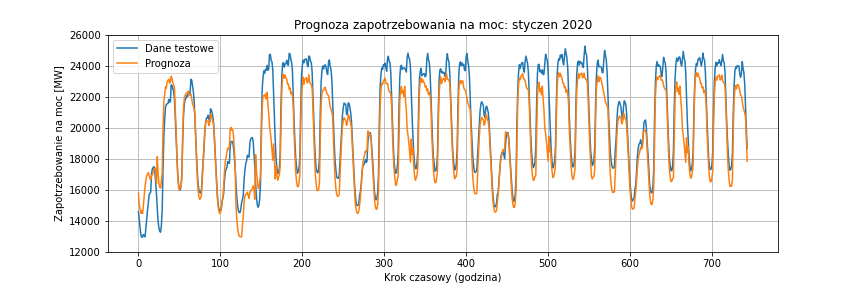 Prognoza zapotrzebowania na moc: styczen 2020
Zapotrzebowanie na moc [MW]
26000
24000
22000
20000
18000
16000
14000
12000
Dane testowe
Prognoza
0 100 200 300 400 500 600 700
Krok czasowy (godzina)